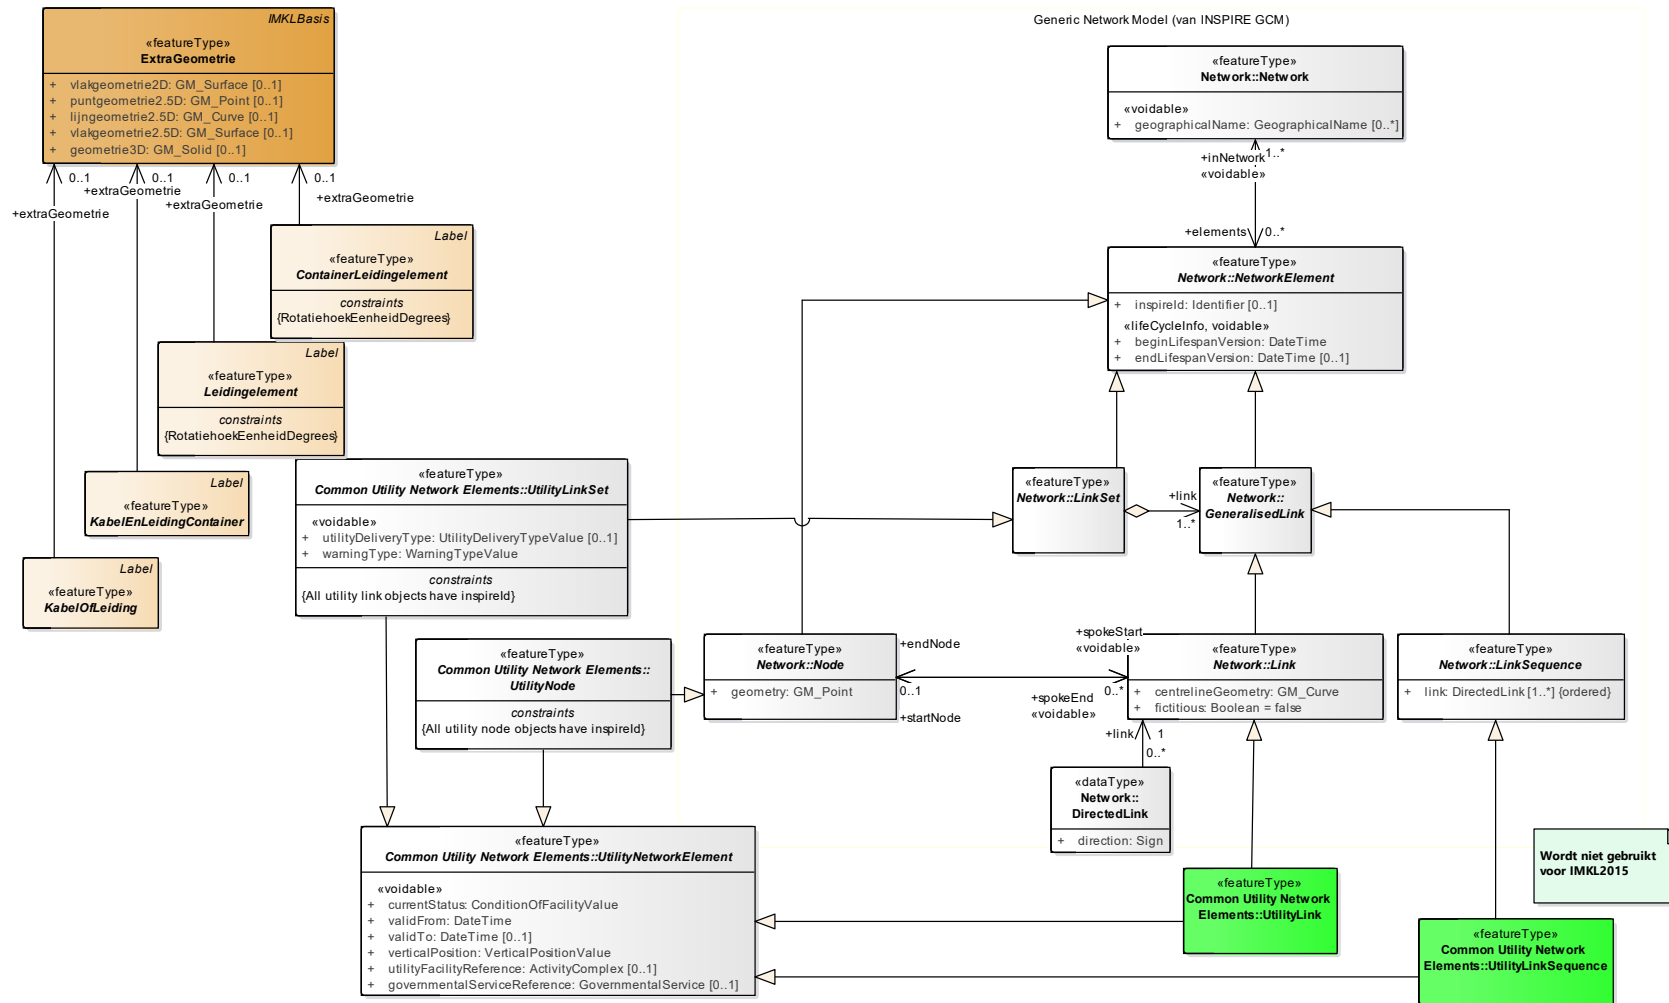 IMKLBasis
«featureType»
ExtraGeometrie
+ vlakgeometrie2D: GM_Surface [0..1]
+ puntgeometrie2.5D: GM_Point [0..1]
+ lijngeometrie2.5D: GM_Curve [0..1]
+ vlakgeometrie2.5D: GM_Surface [0..1]
+ geometrie3D: GM_Solid [0..1]
0..1
0..1
0..1
0..1
+extraGeometrie
+extraGeometrie
+extraGeometrie
+extraGeometrie
Label
«featureType»
ContainerLeidingelement
constraints
{RotatiehoekEenheidDegrees}
Label
«featureType»
Leidingelement
constraints
{RotatiehoekEenheidDegrees}
Label
«featureType»
KabelEnLeidingContainer
Label
«featureType»
KabelOfLeiding
«featureType»
Common Utility Network Elements::UtilityLinkSet
«voidable»
+ utilityDeliveryType: UtilityDeliveryTypeValue [0..1]
+ warningType: WarningTypeValue
constraints
{All utility link objects have inspireId}
«featureType»
Common Utility Network Elements::
UtilityNode
constraints
{All utility node objects have inspireId}
«featureType»
Common Utility Network Elements::UtilityNetworkElement
«voidable»
+ currentStatus: ConditionOfFacilityValue
+ validFrom: DateTime
+ validTo: DateTime [0..1]
+ verticalPosition: VerticalPositionValue
+ utilityFacilityReference: ActivityComplex [0..1]
+ governmentalServiceReference: GovernmentalService [0..1]
Generic Network Model (van INSPIRE GCM)
«featureType»
Network::Network
«voidable»
+ geographicalName: GeographicalName [0..*]
+inNetwork 1..*
«voidable»
+elements 0..*
«featureType»
Network::NetworkElement
+ inspireId: Identifier [0..1]
«lifeCycleInfo, voidable»
+ beginLifespanVersion: DateTime
+ endLifespanVersion: DateTime [0..1]
«featureType»
Network::LinkSet
+link
1..*
«featureType»
Network::
GeneralisedLink
«featureType»
Network::Node
+ geometry: GM_Point
+endNode
0..1
+startNode
+spokeStart
«voidable»
+spokeEnd
«voidable»
0..*
«featureType»
Network::Link
+ centrelineGeometry: GM_Curve
+ fictitious: Boolean = false
«featureType»
Network::LinkSequence
+ link: DirectedLink [1..*] {ordered}
+link 1
0..*
«dataType»
Network::
DirectedLink
+ direction: Sign
«featureType»
Common Utility Network
Elements::UtilityLink
Wordt niet gebruikt
voor IMKL2015
«featureType»
Common Utility Network
Elements::UtilityLinkSequence